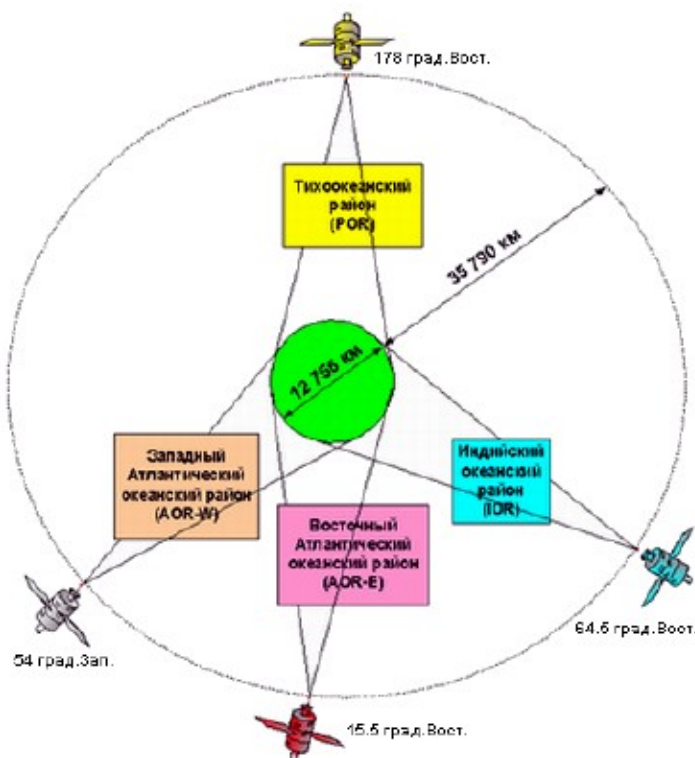 178 град.Вост.
Тихоокеанский
район
(POR)
35 790 км
12 756 км
Западный
Атлантический
океанский район
(AOR-W)
Индийский
океанский
район
(IOR)
Восточный
Атлантический
океанский район
(AOR-E)
64.5 град.Вост.
54 град.Зап.
15.5 град.Вост.